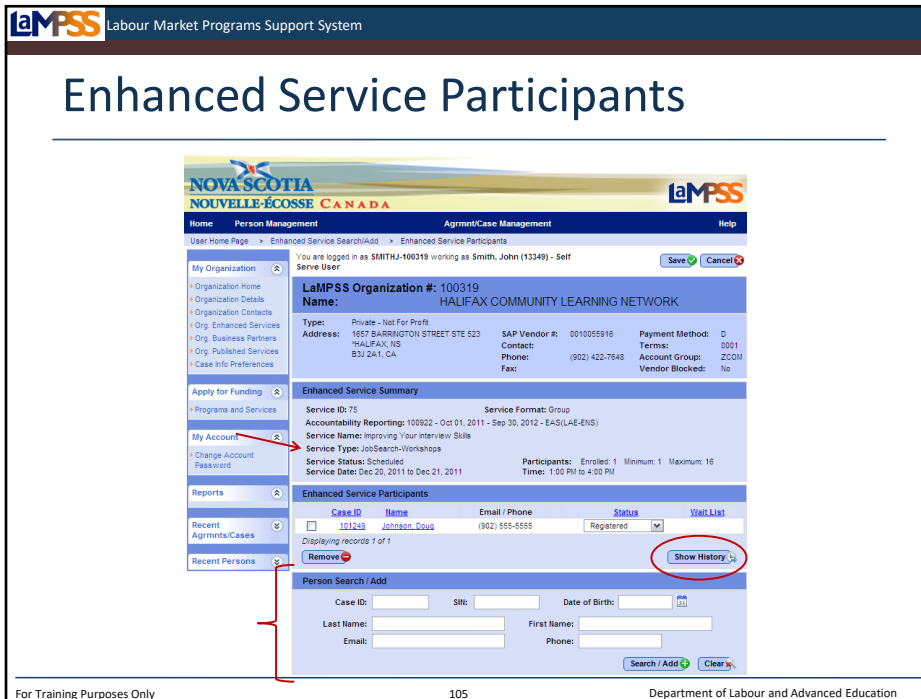 LaMPSS Labour Market Programs Support System
Enhanced Service Participants
NOVA SCOTIA
NOUVELLE-ÉCOSSE CANADA
LaMPSS
Home Person Management Agrmnt/Case Management Help
User Home Page > Enhanced Service Search/Add > Enhanced Service Participants
My Organization
Organization Home
Organization Details
Organization Contacts
Org. Enhanced Services
Org. Business Partners
Org. Published Services
Case Info Preferences
Apply for Funding
Programs and Services
My Account
Change Account
Password
Reports
Recent
Agrmnts/Cases
Recent Persons
You are logged in as SMITHJ-100319 working as Smith, John (13349) - Self
Serve User
Save Cancel
LaMPSS Organization #: 100319
Name: HALIFAX COMMUNITY LEARNING NETWORK
Type: Private - Not For Profit
Address: 1657 BARRINGTON STREET STE 523
*HALIFAX, NS
B3J 2A1, CA
SAP Vendor #: 0010055916
Contact:
Phone: (902) 422-7648
Fax:
Payment Method: D
Terms: 0001
Account Group: ZCOM
Vendor Blocked: No
Enhanced Service Summary
Service ID: 75 Service Format: Group
Accountability Reporting: 100922 - Oct 01, 2011 - Sep 30, 2012 - EAS(LAE-ENS)
Service Name: Improving Your Interview Skills
Service Type: JobSearch-Workshops
Service Status: Scheduled Participants: Enrolled: 1 Minimum: 1 Maximum: 16
Service Date: Dec 20, 2011 to Dec 21, 2011 Time: 1:00 PM to 4:00 PM
Enhanced Service Participants
Case ID Name Email / Phone Status Wait List
101249 Johnson, Doug (902) 555-5555 Registered
Displaying records 1 of 1
Remove Show History
Person Search / Add
Case ID: SIN: Date of Birth:
Last Name: First Name:
Email: Phone:
Search / Add Clear
For Training Purposes Only 105 Department of Labour and Advanced Education